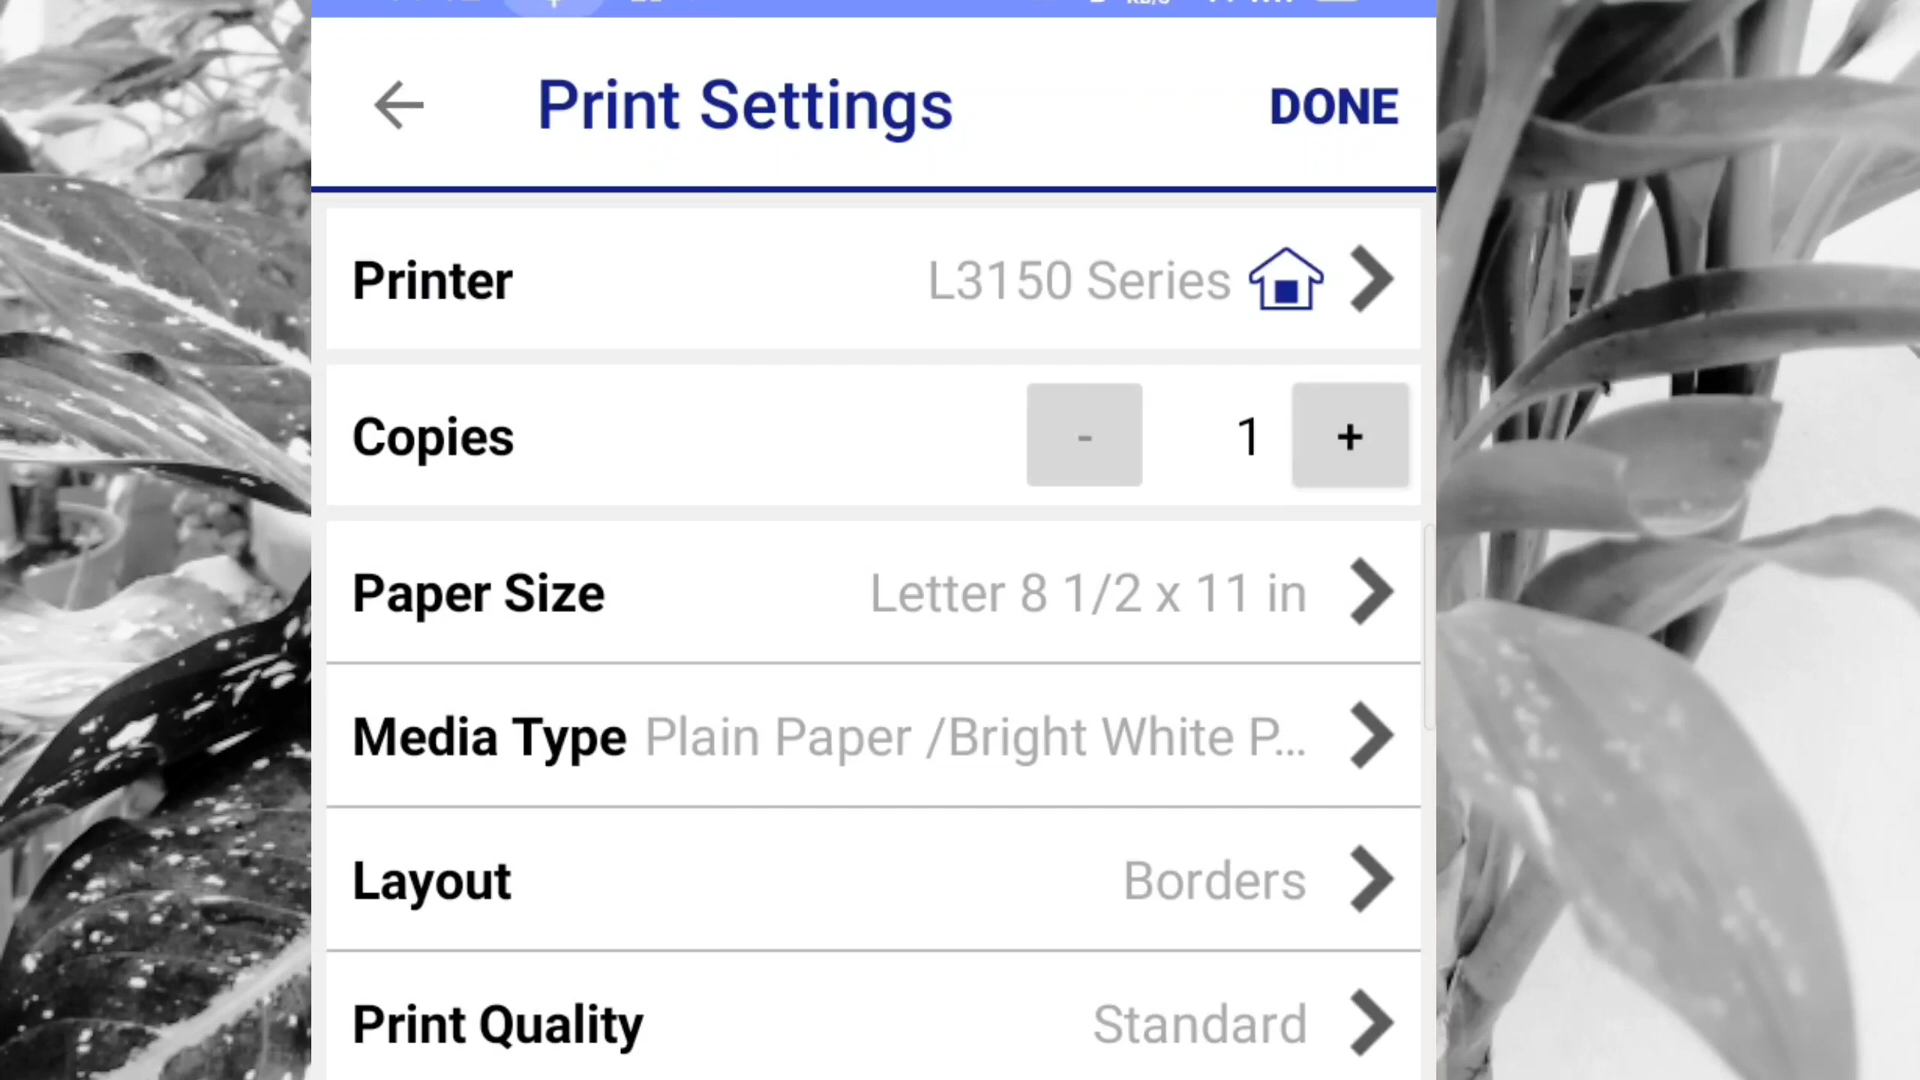 Print Settings
DONE
Printer
L3150 Series
Copies
-
1
+
Paper Size
Letter 8 1/2 x 11 in
Media Type
Plain Paper /Bright White P...
Layout
Borders
Print Quality
Standard